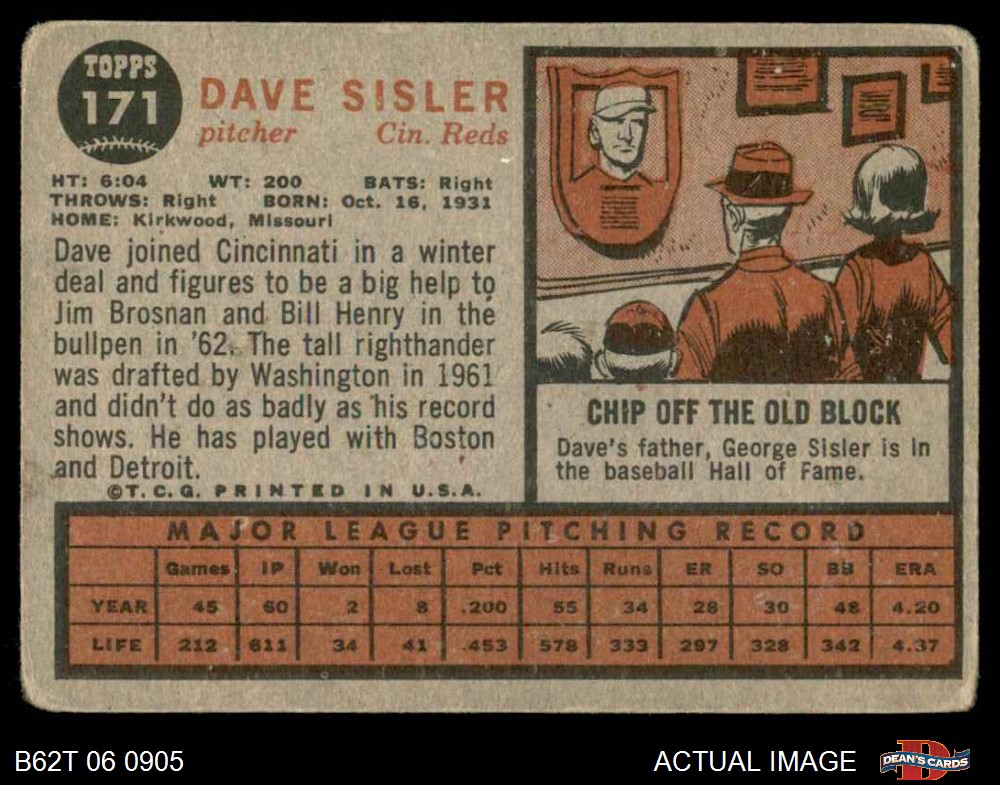 TOPPS
171
DAVE SISLER
pitcher Cin. Reds
HT: 6:04 WT: 200 BATS: Right
THROWS: Right BORN: Oct. 16, 1931
HOME: Kirkwood, Missouri
Dave joined Cincinnati in a winter
deal and figures to be a big help to
Jim Brosnan and Bill Henry in the
bullpen in '62. The tall righthander
was drafted by Washington in 1961
and didn't do as badly as his record
shows. He has played with Boston
and Detroit.
©T.C.G. PRINTED IN U.S.A.
CHIP OFF THE OLD BLOCK
Dave's father, George Sisler is in
the baseball Hall of Fame.
MAJOR LEAGUE PITCHING RECORD
Games IP Won Lost Pct Hits Runs ER SO BB ERA
YEAR 45 60 2 8 .200 55 34 28 30 48 4.20
LIFE 212 611 34 41 .453 578 333 297 328 342 4.37
B62T 06 0905 ACTUAL IMAGE DEAN'S CARDS